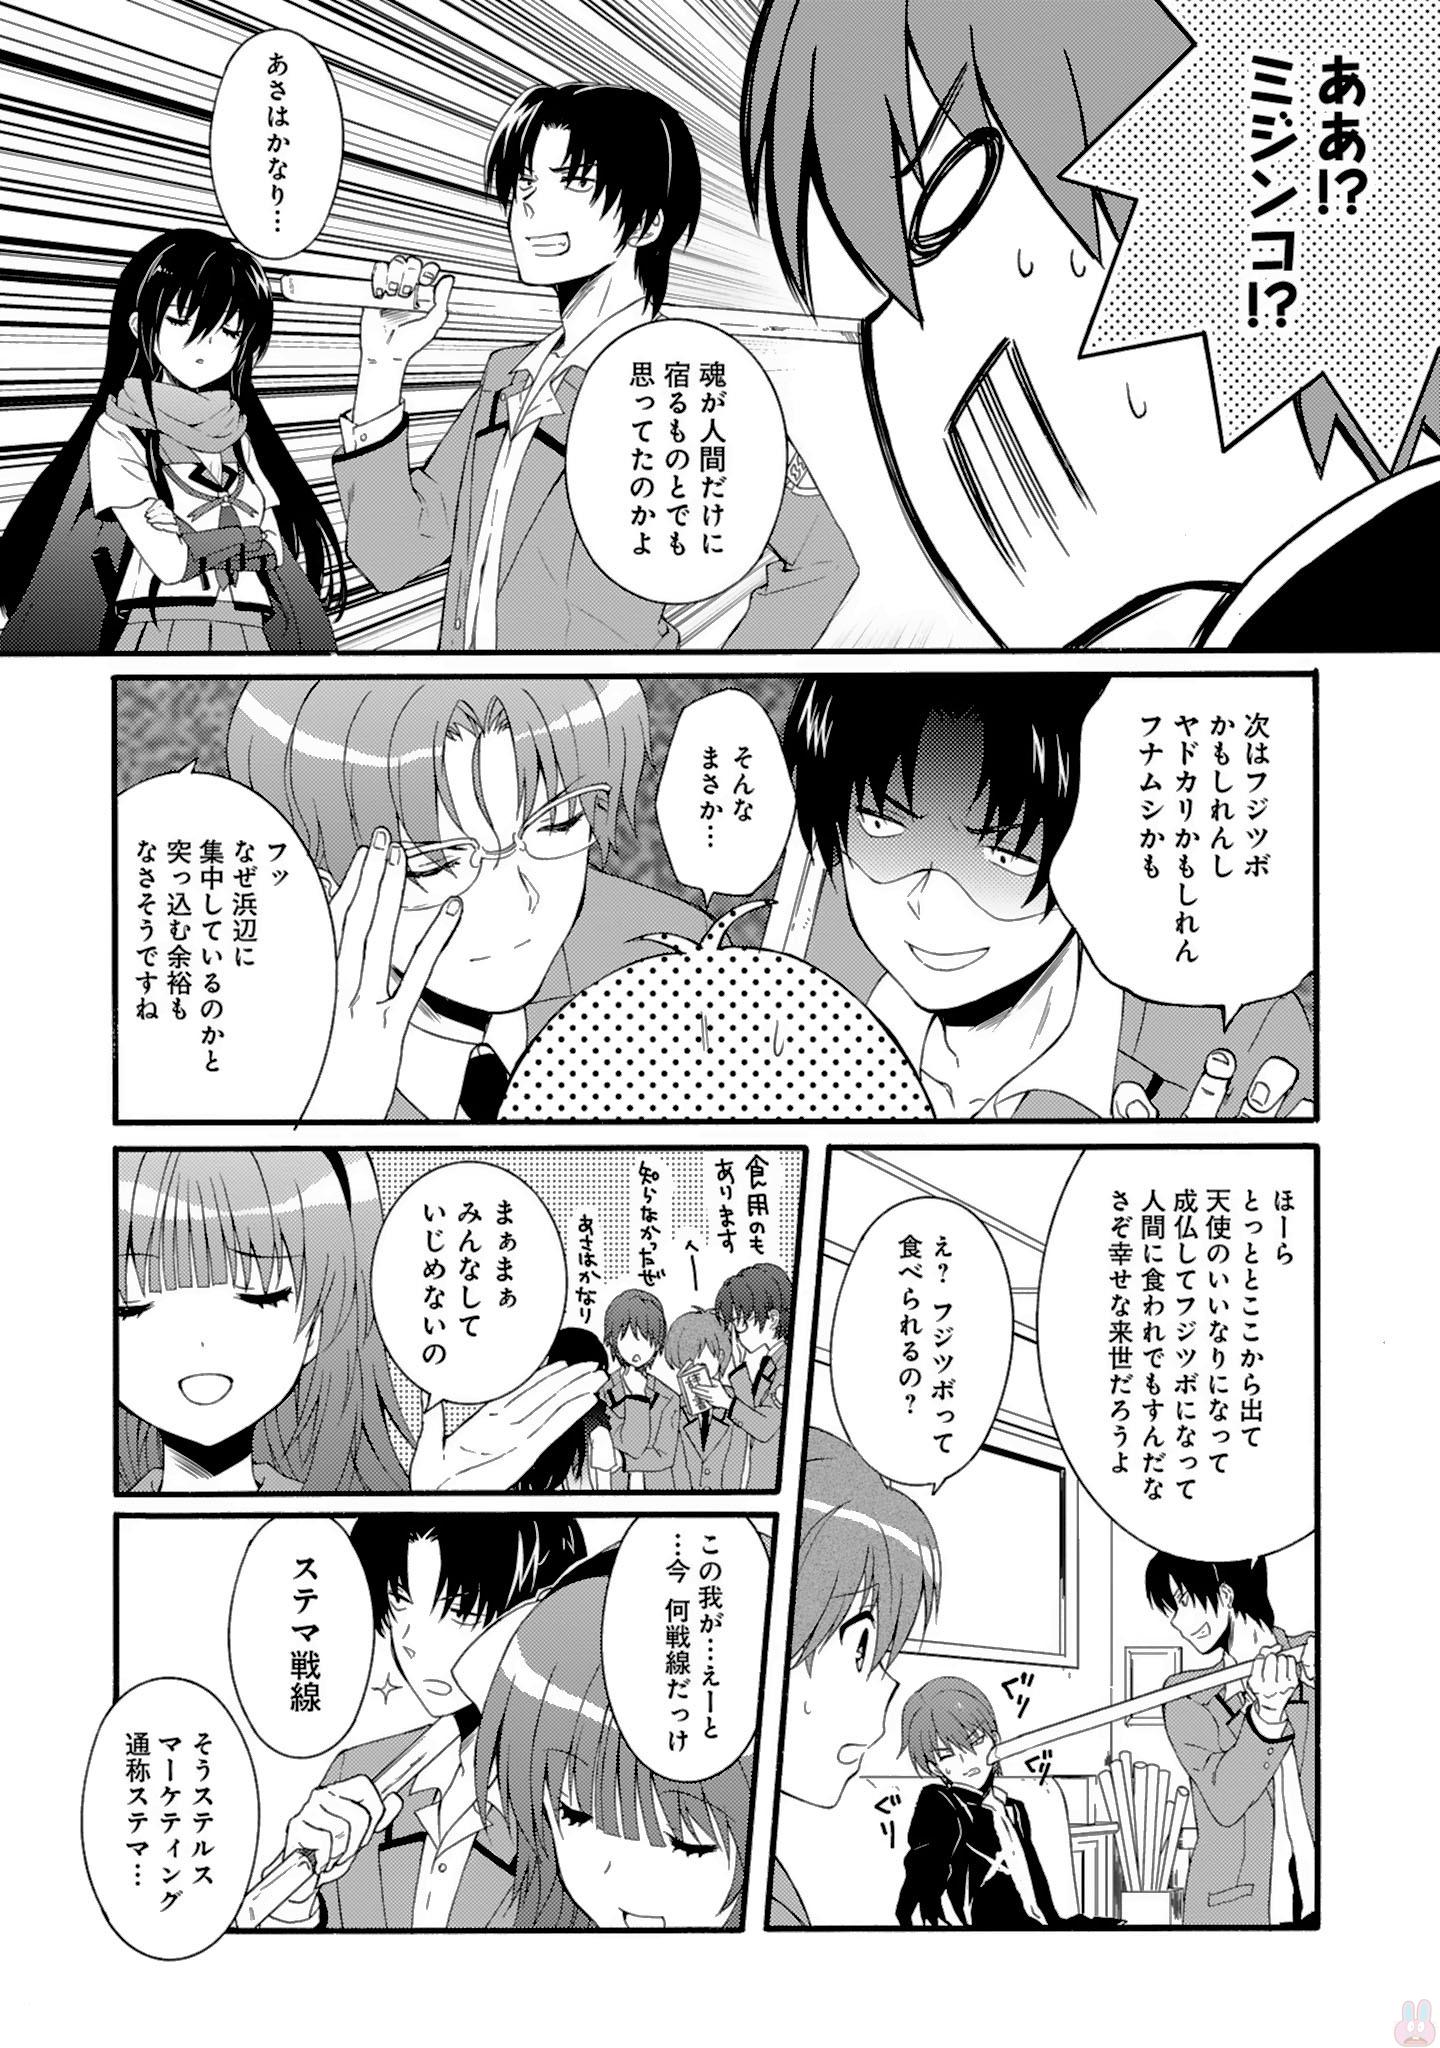 ああ!?
ミジンコ!?
魂が人間だけに
宿るものとでも
思ってたのかよ
あさはかなり…
次はフジツボ
かもしれんし
ヤドカリかもしれん
フナムシかも
そんな
まさか…
フッ
なぜ浜辺に
集中しているのかと
突っ込む余裕も
なさそうですね
ほーら
とっととここから出て
天使のいいなりになって
成仏してフジツボになって
人間に食われでもすんだな
さぞ幸せな来世だろうよ
え? フジツボって
食べられるの?
ぐり
ぐり
ぐり
食用のも
あります
へー
知らなかったぜ
あさはかなり
まぁまぁ
みんなして
いじめないの
この我が…えーと
…今 何戦線だっけ
ステマ戦線
そうステルス
マーケティング
通称ステマ…